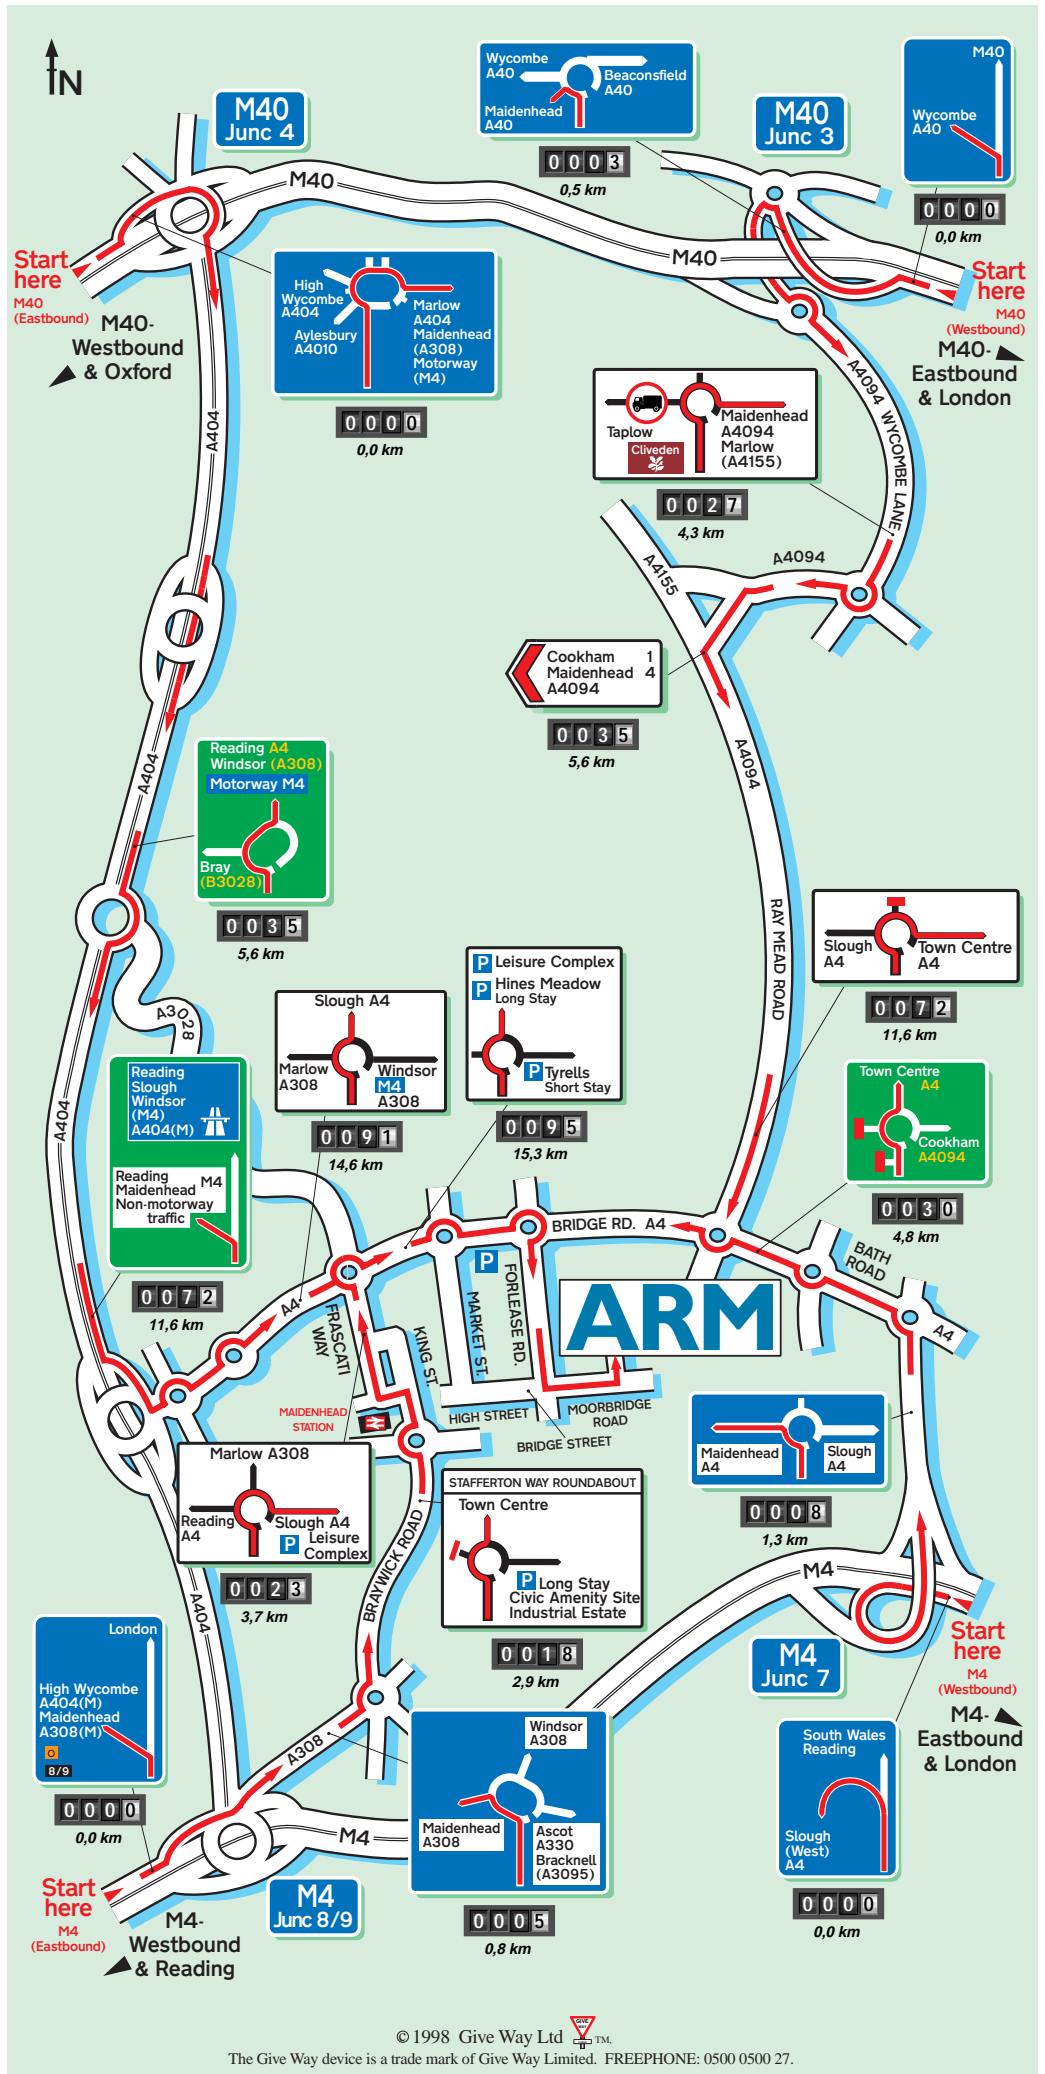 N
M40
Junc 4
Wycombe
A40
Beaconsfield
A40
Maidenhead
A40
0003
0,5 km
M40
Junc 3
M40
Wycombe
A40
0000
0,0 km
M40
M40
Start
here
M40
(Eastbound)
M40-
Westbound
& Oxford
High
Wycombe
A404
Aylesbury
A4010
Marlow
A404
Maidenhead
(A308)
Motorway
(M4)
0000
0,0 km
Start
here
M40
(Westbound)
M40-
Eastbound
& London
A404
A4094 WYCOMBE LANE
Taplow
Cliveden
Maidenhead
A4094
Marlow
(A4155)
0027
4,3 km
A4094
A4155
Cookham 1
Maidenhead 4
A4094
0035
5,6 km
A4094
RAY MEAD ROAD
A404
Reading A4
Windsor (A308)
Motorway M4
Bray
(B3028)
0035
5,6 km
A3028
Slough
A4
Town Centre
A4
0072
11,6 km
P Leisure Complex
P Hines Meadow
Long Stay
P Tyrells
Short Stay
0095
15,3 km
Slough A4
Marlow
A308
Windsor
M4
A308
0091
14,6 km
A404
Reading
Slough
Windsor
(M4)
A404(M)
Reading
Maidenhead
Non-motorway
traffic
M4
0072
11,6 km
Town Centre
A4
Cookham
A4094
0030
4,8 km
BRIDGE RD. A4
BATH
ROAD
A4
A4
P
FRASCATI
WAY
KING ST.
MARKET ST.
FORLEASE RD.
ARM
MAIDENHEAD
STATION
HIGH STREET
MOORBRIDGE
ROAD
BRIDGE STREET
Maidenhead
A4
Slough
A4
0008
1,3 km
Marlow A308
Reading
A4
Slough A4
P Leisure
Complex
0023
3,7 km
STAFFERTON WAY ROUNDABOUT
Town Centre
P Long Stay
Civic Amenity Site
Industrial Estate
0018
2,9 km
BRAYWICK ROAD
A404
M4
M4
Junc 7
Start
here
M4
(Westbound)
M4-
Eastbound
& London
London
High Wycombe
A404(M)
Maidenhead
A308(M)
8/9
0000
0,0 km
A308
M4
Windsor
A308
Maidenhead
A308
Ascot
A330
Bracknell
(A3095)
0005
0,8 km
South Wales
Reading
Slough
(West)
A4
0000
0,0 km
Start
here
M4
(Eastbound)
M4-
Westbound
& Reading
M4
Junc 8/9
© 1998 Give Way Ltd TM.
The Give Way device is a trade mark of Give Way Limited. FREEPHONE: 0500 0500 27.